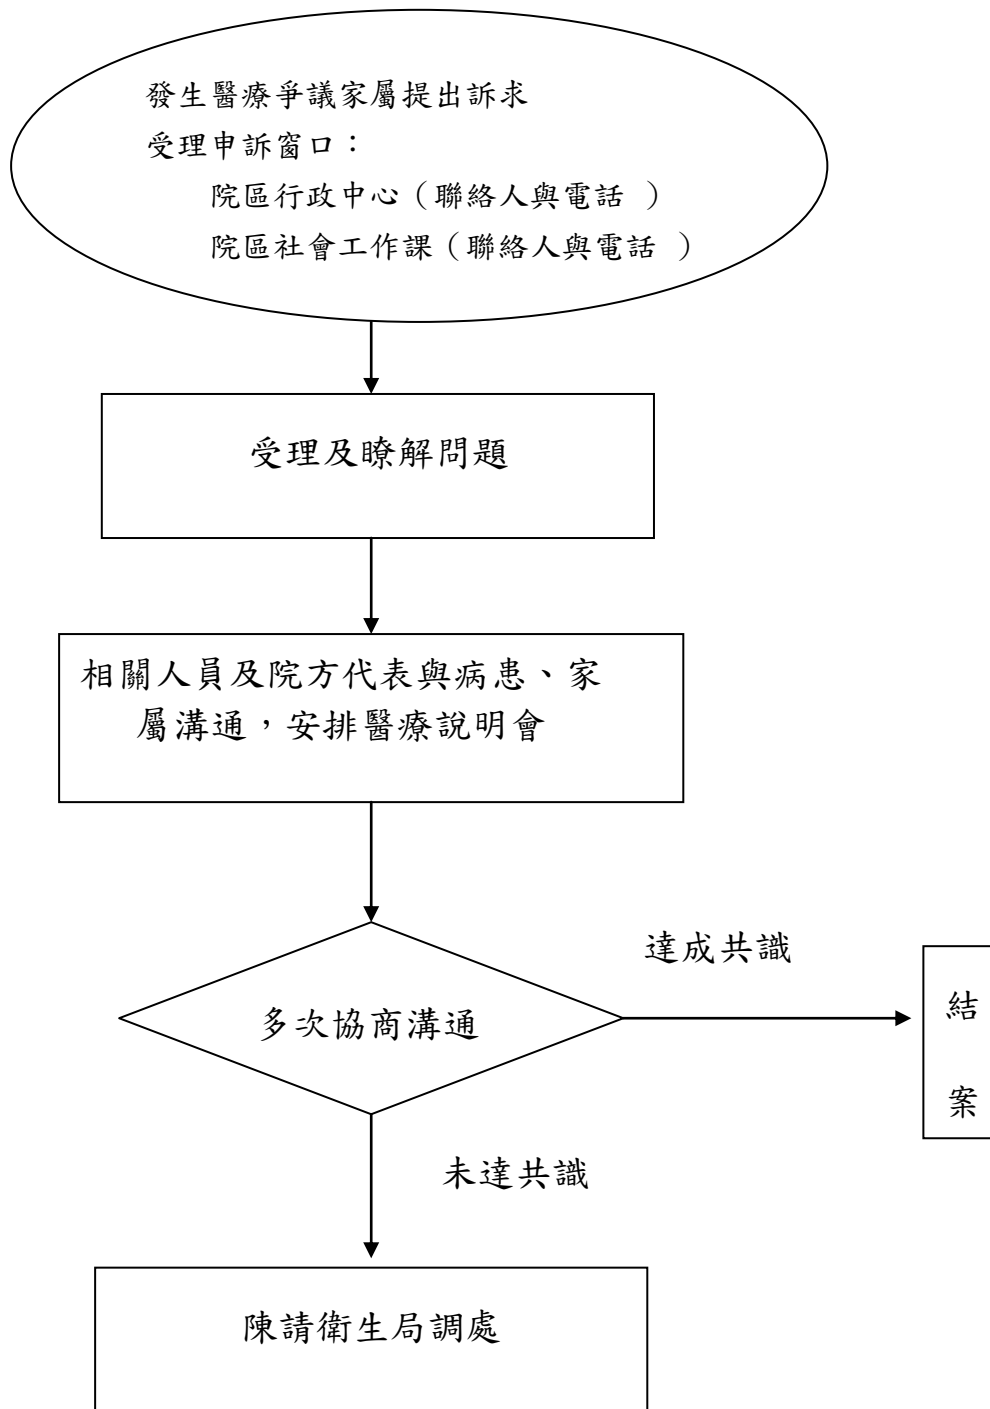 發生醫療爭議家屬提出訴求
受理申訴窗口：
院區行政中心（聯絡人與電話 ）
院區社會工作課（聯絡人與電話 ）
受理及瞭解問題
相關人員及院方代表與病患、家
屬溝通，安排醫療說明會
達成共識
多次協商溝通
結
案
未達共識
陳請衛生局調處